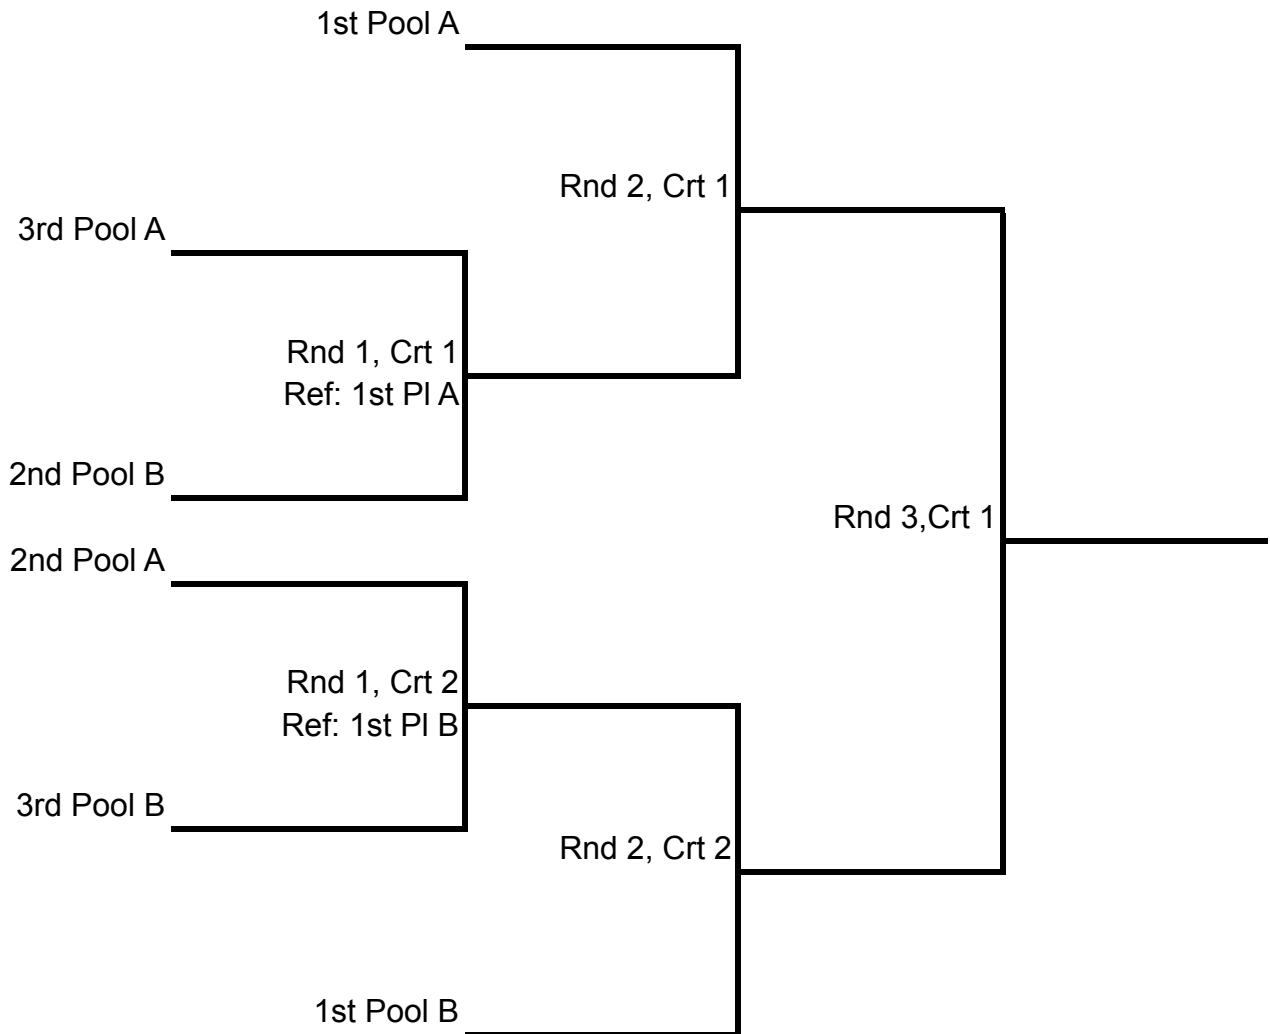 1st Pool A
Rnd 2, Crt 1
3rd Pool A
Rnd 1, Crt 1
Ref: 1st Pl A
2nd Pool B
Rnd 3,Crt 1
2nd Pool A
Rnd 1, Crt 2
Ref: 1st Pl B
3rd Pool B
Rnd 2, Crt 2
1st Pool B